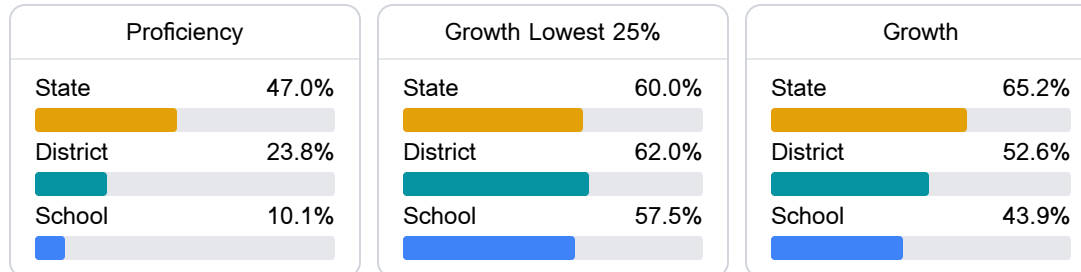 Proficiency
State 47.0%
District 23.8%
School 10.1%
Growth Lowest 25%
State 60.0%
District 62.0%
School 57.5%
Growth
State 65.2%
District 52.6%
School 43.9%